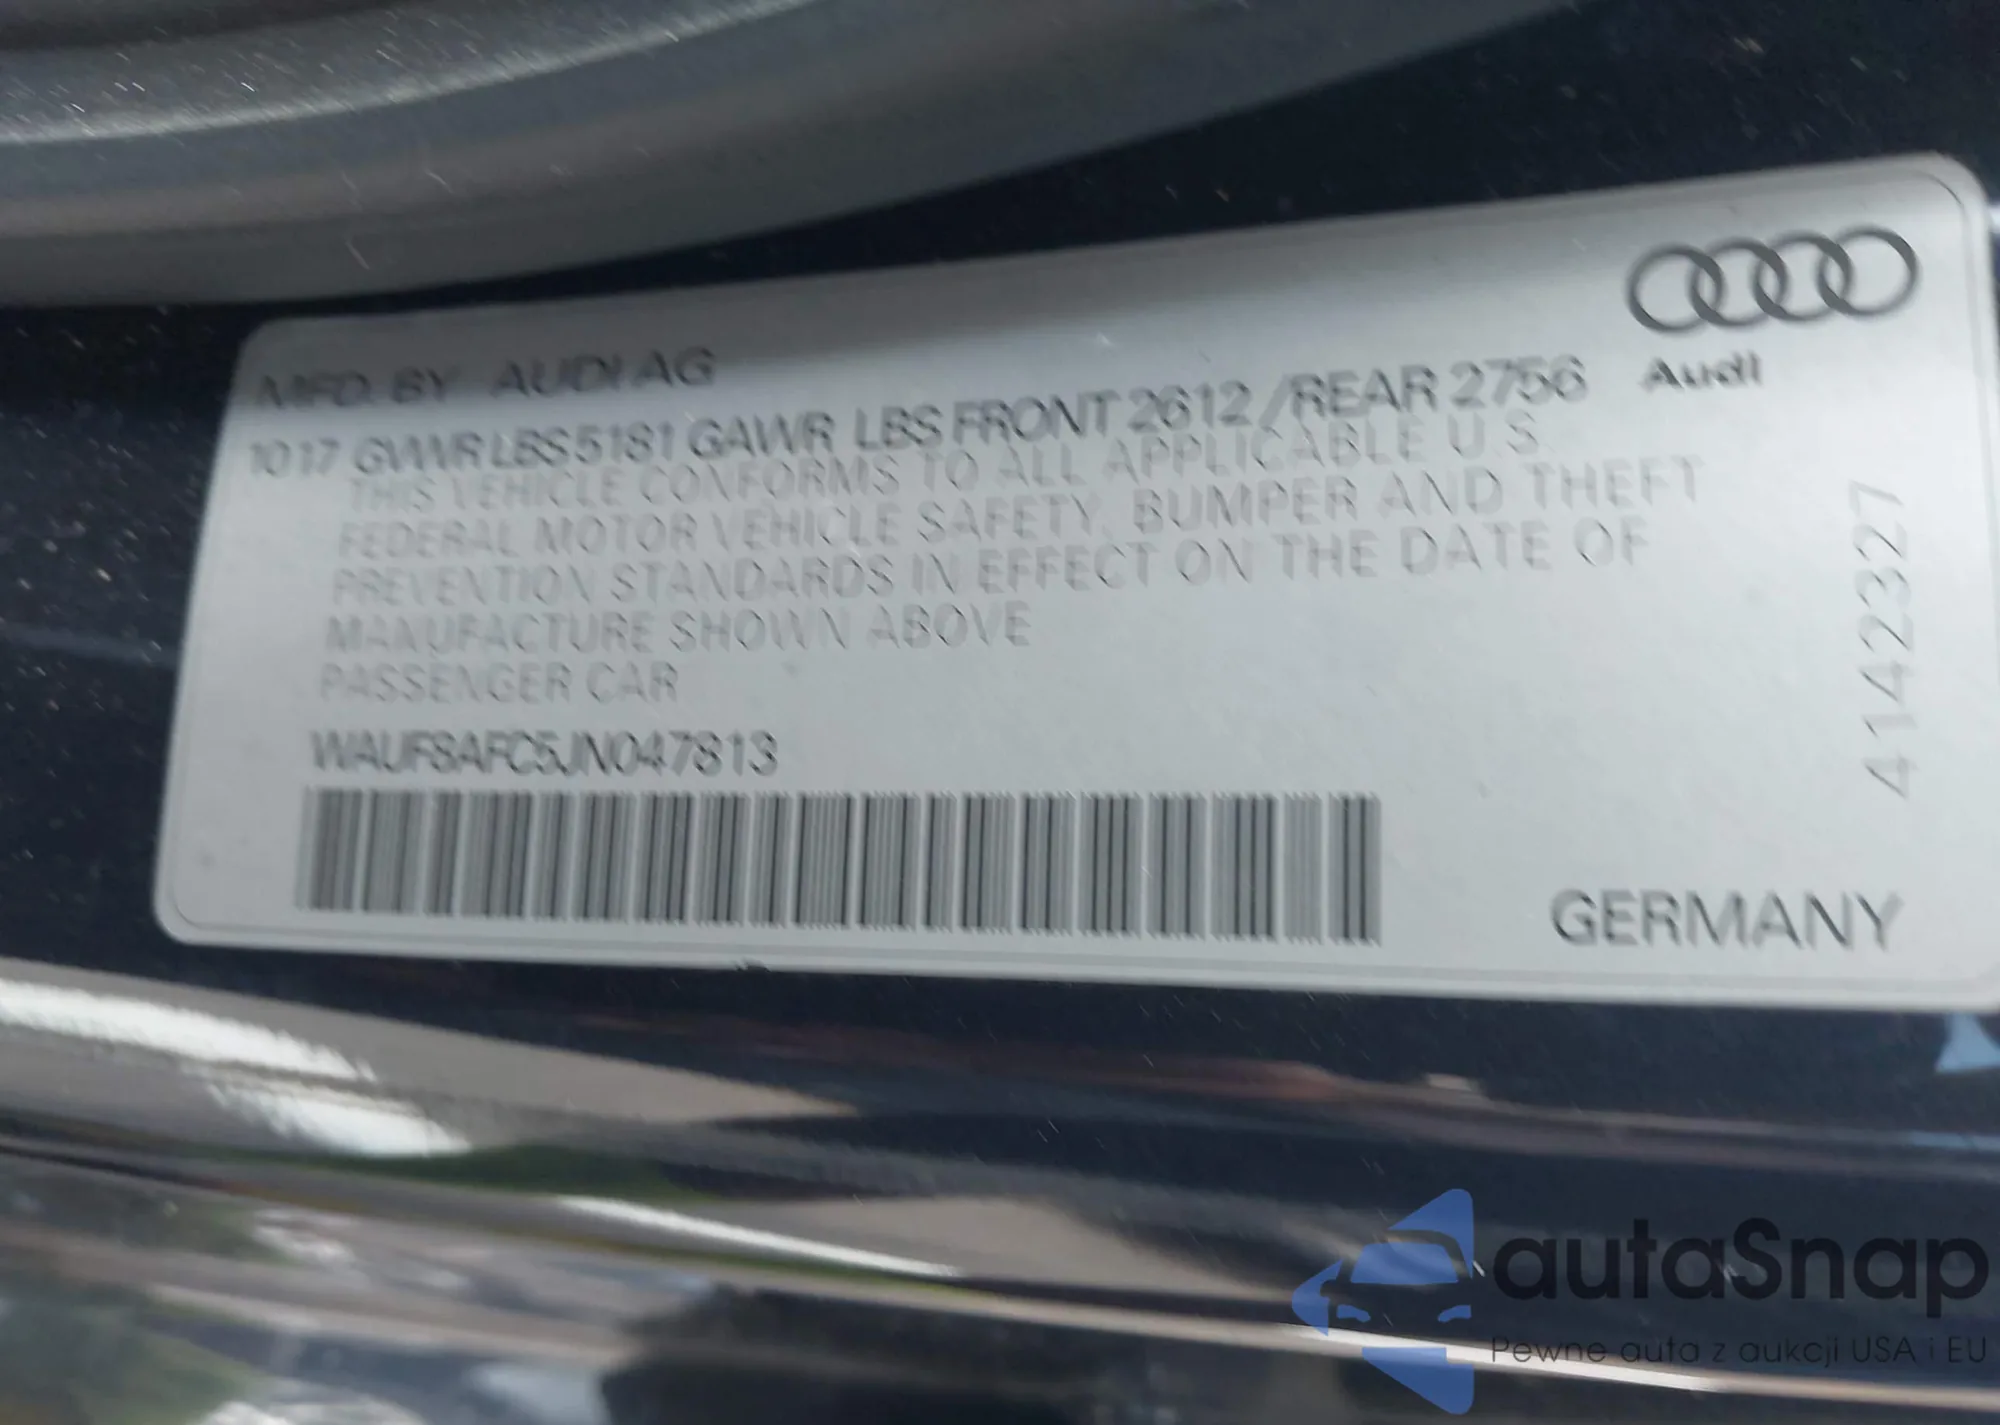 MFD. BY AUDI AG
Audi
1017 GVWR LBS 5181 GAWR LBS FRONT 2612 /REAR 2756
THIS VEHICLE CONFORMS TO ALL APPLICABLE U.S.
FEDERAL MOTOR VEHICLE SAFETY, BUMPER AND THEFT
PREVENTION STANDARDS IN EFFECT ON THE DATE OF
MANUFACTURE SHOWN ABOVE
PASSENGER CAR
WAUF8AFC5JN047813
4142327
GERMANY
autaSnap
Pewne auta z aukcji USA i EU